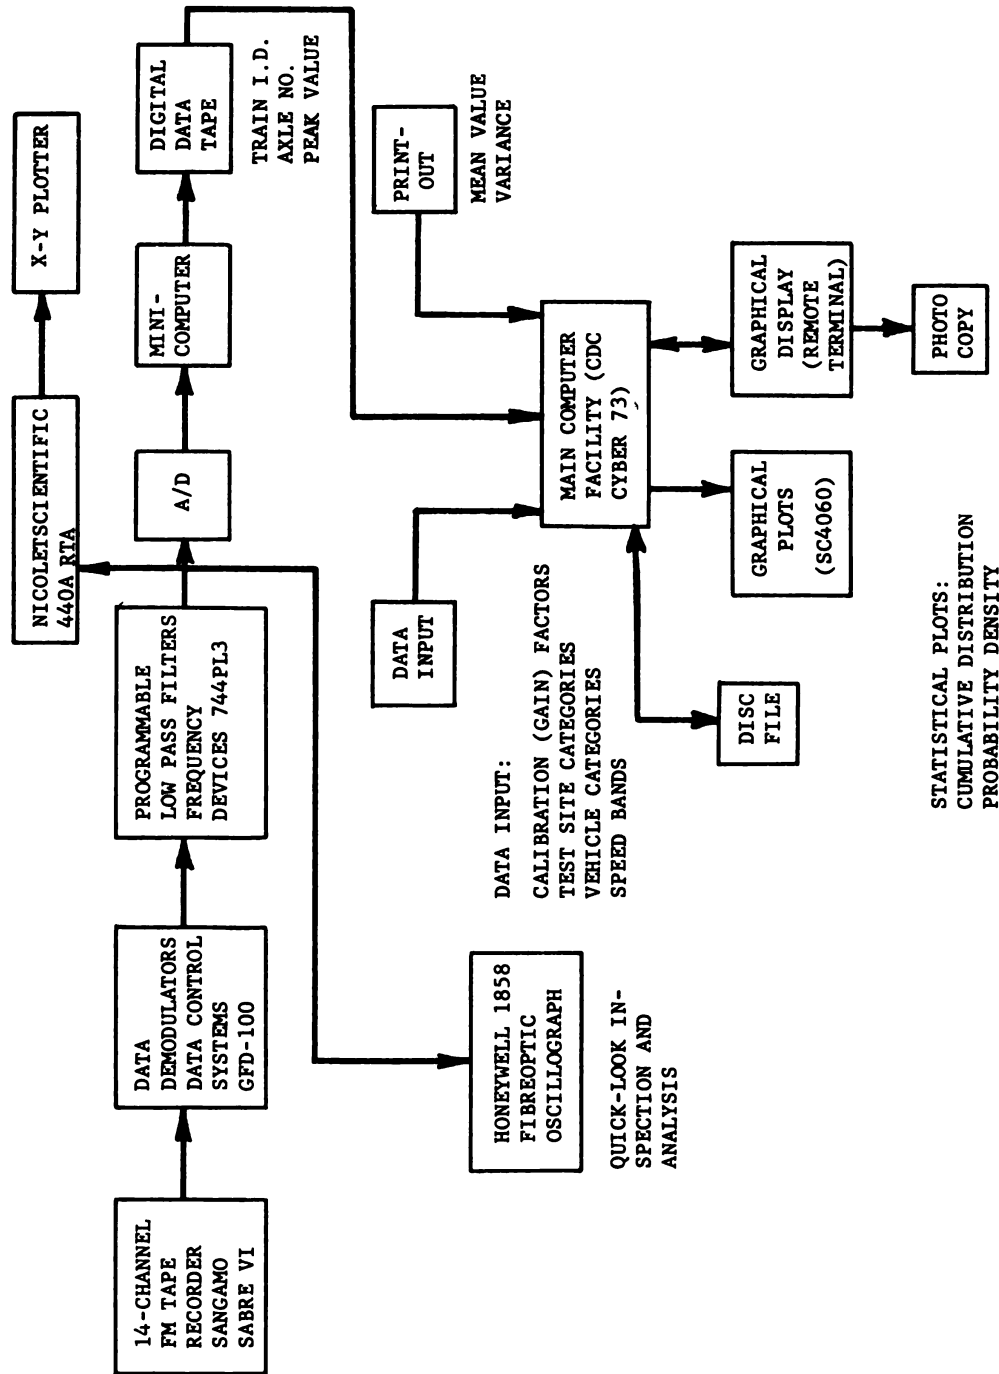 NICOLETSCIENTIFIC
440A RTA
X-Y PLOTTER
14-CHANNEL
FM TAPE
RECORDER
SANGAMO
SABRE VI
DATA
DEMODULATORS
DATA CONTROL
SYSTEMS
GFD-100
PROGRAMMABLE
LOW PASS FILTERS
FREQUENCY
DEVICES 744PL3
A/D
MINI-
COMPUTER
DIGITAL
DATA
TAPE
TRAIN I.D.
AXLE NO.
PEAK VALUE
HONEYWELL 1858
FIBREOPTIC
OSCILLOGRAPH
QUICK-LOOK IN-
SPECTION AND
ANALYSIS
DATA
INPUT
DATA INPUT:
CALIBRATION (GAIN) FACTORS
TEST SITE CATEGORIES
VEHICLE CATEGORIES
SPEED BANDS
PRINT-
OUT
MEAN VALUE
VARIANCE
MAIN COMPUTER
FACILITY (CDC
CYBER 73)
DISC
FILE
GRAPHICAL
PLOTS
(SC4060)
GRAPHICAL
DISPLAY
(REMOTE
TERMINAL)
PHOTO
COPY
STATISTICAL PLOTS:
CUMULATIVE DISTRIBUTION
PROBABILITY DENSITY